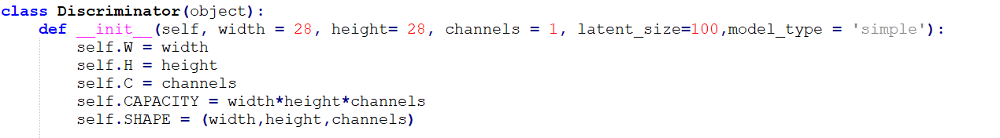 class Discriminator(object):
    def __init__(self, width = 28, height= 28, channels = 1, latent_size=100,model_type = 'simple'):
        self.W = width
        self.H = height
        self.C = channels
        self.CAPACITY = width*height*channels
        self.SHAPE = (width,height,channels)